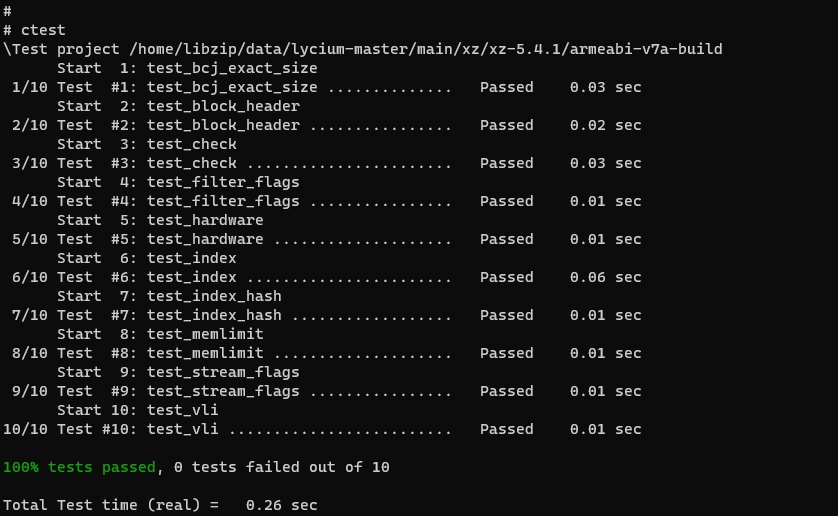 #
# ctest
\Test project /home/libzip/data/lycium-master/main/xz/xz-5.4.1/armeabi-v7a-build
      Start  1: test_bcj_exact_size
 1/10 Test  #1: test_bcj_exact_size ..............   Passed    0.03 sec
      Start  2: test_block_header
 2/10 Test  #2: test_block_header ................   Passed    0.02 sec
      Start  3: test_check
 3/10 Test  #3: test_check .......................   Passed    0.03 sec
      Start  4: test_filter_flags
 4/10 Test  #4: test_filter_flags ................   Passed    0.01 sec
      Start  5: test_hardware
 5/10 Test  #5: test_hardware ....................   Passed    0.01 sec
      Start  6: test_index
 6/10 Test  #6: test_index .......................   Passed    0.06 sec
      Start  7: test_index_hash
 7/10 Test  #7: test_index_hash ..................   Passed    0.01 sec
      Start  8: test_memlimit
 8/10 Test  #8: test_memlimit ....................   Passed    0.01 sec
      Start  9: test_stream_flags
 9/10 Test  #9: test_stream_flags ................   Passed    0.01 sec
      Start 10: test_vli
10/10 Test #10: test_vli .........................   Passed    0.01 sec

100% tests passed, 0 tests failed out of 10

Total Test time (real) =   0.26 sec